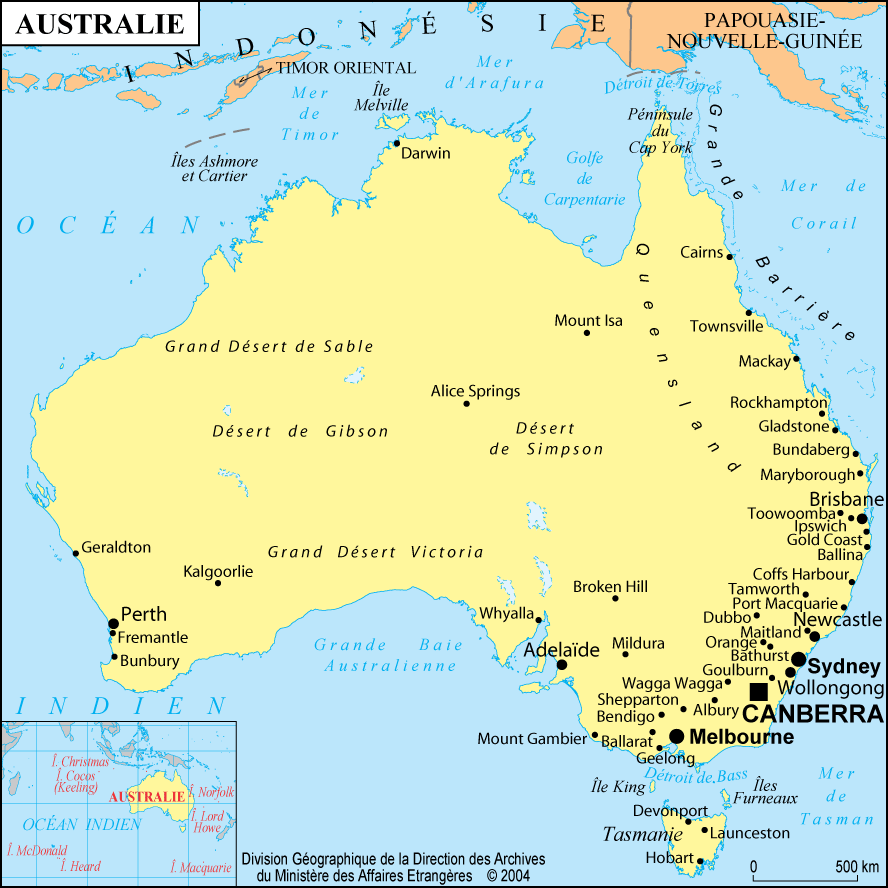 AUSTRALIE
INDONÉSIE
PAPOUASIE-
NOUVELLE-GUINÉE
TIMOR ORIENTAL
Mer
de
Timor
Île
Melville
Mer
d'Arafura
Détroit de Torres
Péninsule
du
Cap York
Grande Barrière
Îles Ashmore
et Cartier
Darwin
Golfe
de
Carpentarie
Mer de
Corail
OCÉAN
INDIEN
Cairns
Queensland
Townsville
Mount Isa
Mackay
Grand Désert de Sable
Alice Springs
Rockhampton
Gladstone
Désert de Gibson
Désert
de Simpson
Bundaberg
Maryborough
Brisbane
Toowoomba
Ipswich
Gold Coast
Ballina
Geraldton
Grand Désert Victoria
Kalgoorlie
Coffs Harbour
Broken Hill
Tamworth
Port Macquarie
Perth
Fremantle
Bunbury
Whyalla
Dubbo
Newcastle
Maitland
Grande Baie
Australienne
Adelaïde
Mildura
Orange
Bathurst
Sydney
Goulburn
Wagga Wagga
Wollongong
Shepparton
Albury
CANBERRA
Bendigo
Mount Gambier
Ballarat
Melbourne
Geelong
Détroit de Bass
Île King
Îles
Furneaux
Mer
de
Tasman
Devonport
Tasmanie
Launceston
Hobart
Î. Christmas
Î. Cocos
(Keeling)
AUSTRALIE
Î. Norfolk
Î. Lord
Howe
OCÉAN INDIEN
Î. McDonald
Î. Heard
Î. Macquarie
Division Géographique de la Direction des Archives
du Ministère des Affaires Etrangères © 2004
0 500 km